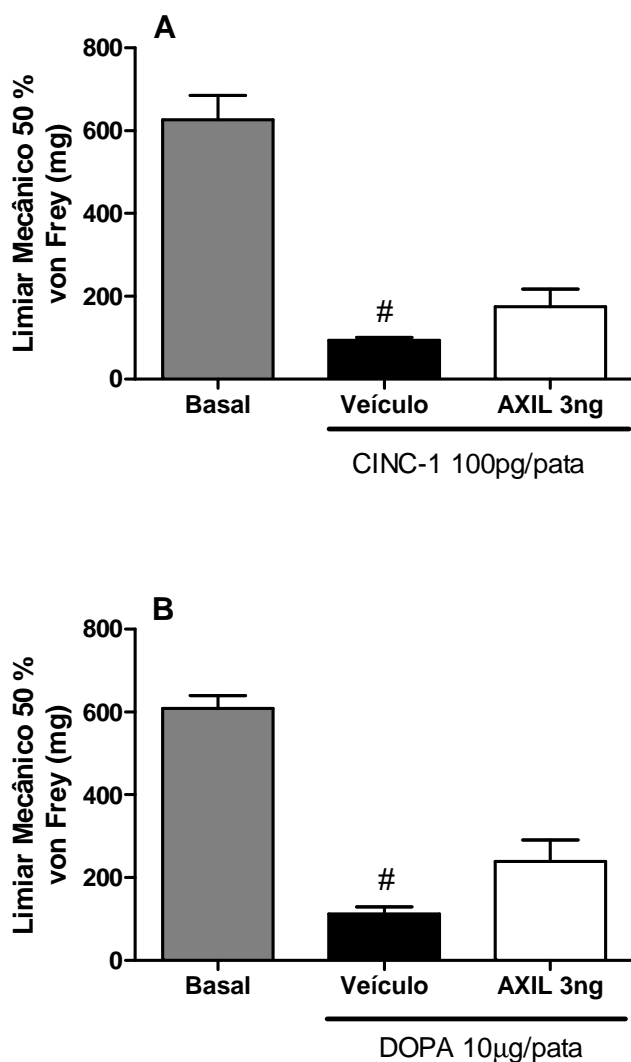 A
Limiar Mecânico 50 %
von Frey (mg)
800
600
400
200
0
Basal Veículo AXIL 3ng
#
CINC-1 100pg/pata
B
Limiar Mecânico 50 %
von Frey (mg)
800
600
400
200
0
Basal Veículo AXIL 3ng
#
DOPA 10µg/pata